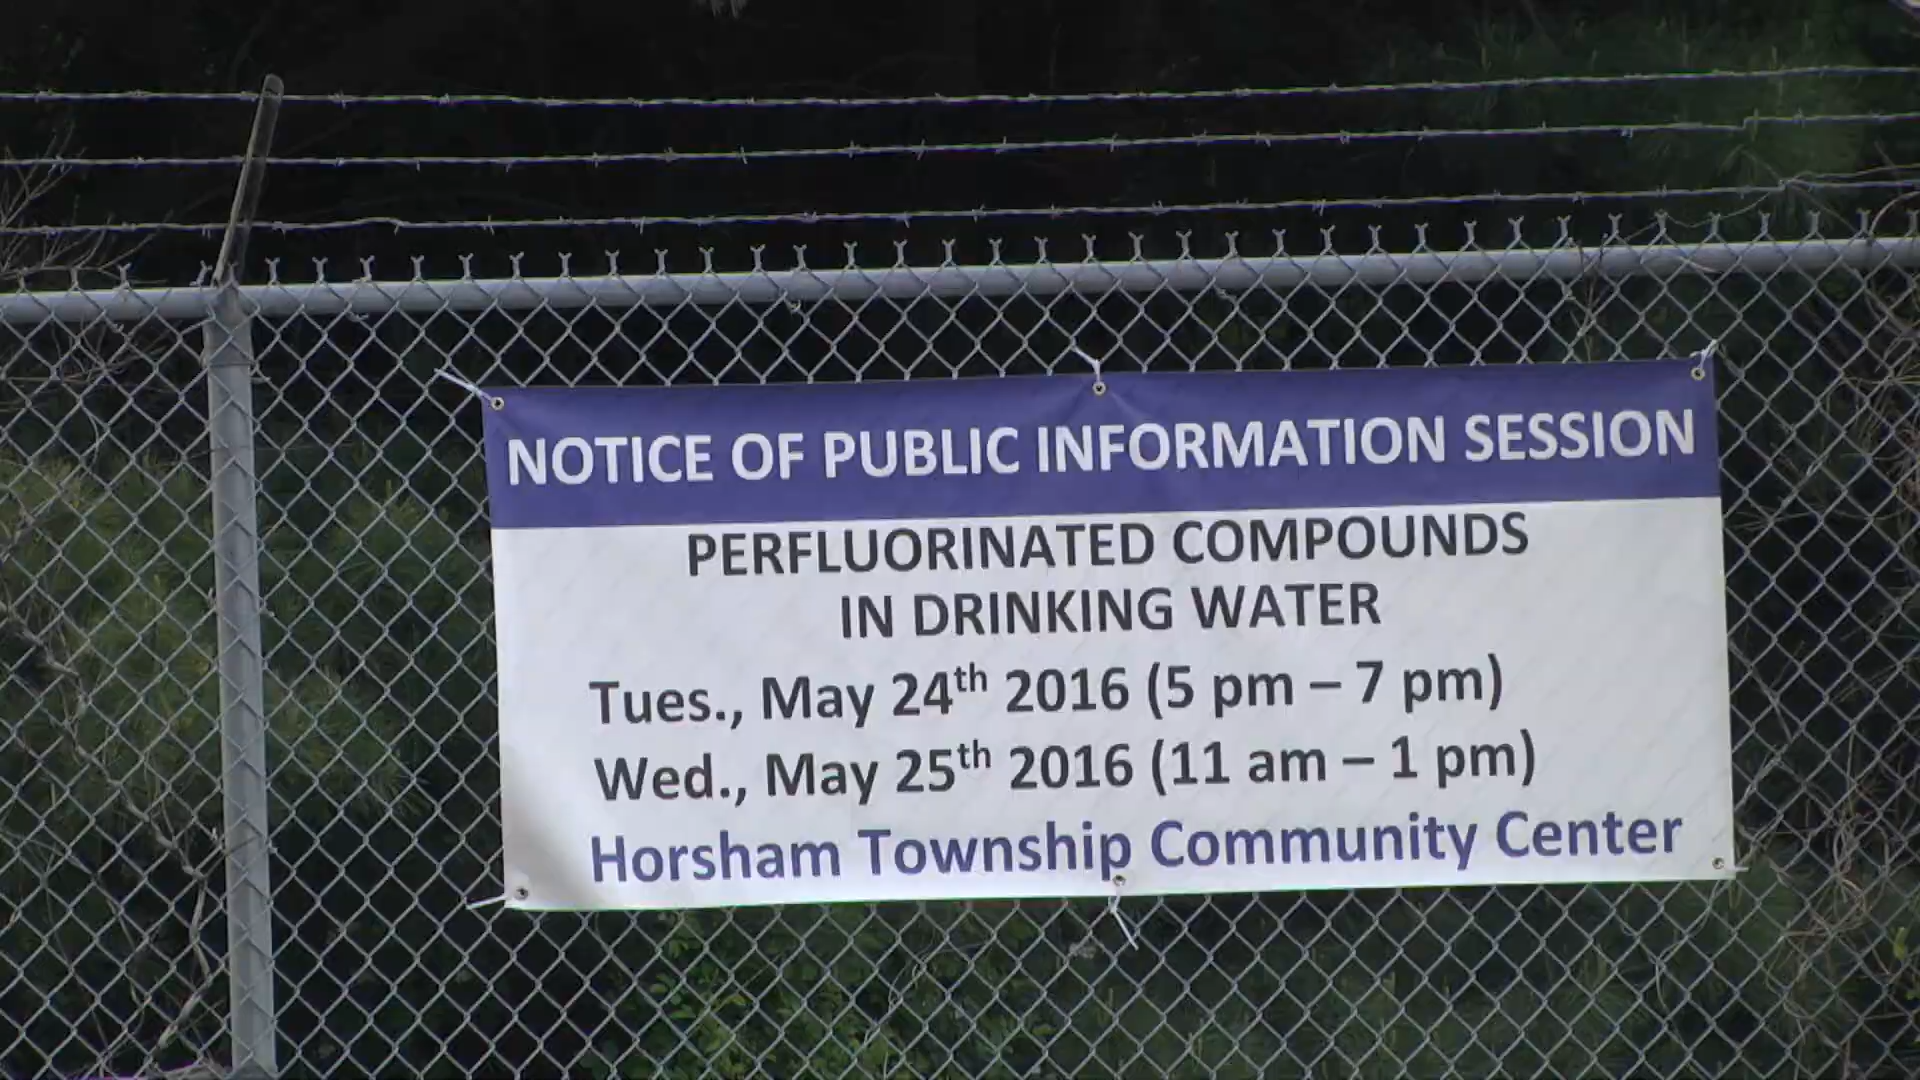 NOTICE OF PUBLIC INFORMATION SESSION
PERFLUORINATED COMPOUNDS
IN DRINKING WATER
Tues., May 24th 2016 (5 pm – 7 pm)
Wed., May 25th 2016 (11 am – 1 pm)
Horsham Township Community Center